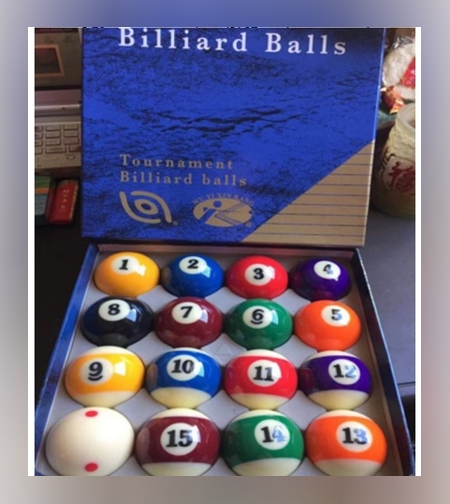 Billiard Balls
Tournament
Billiard balls
1 2 3 4
8 7 6 5
9 10 11 12
15 14 13